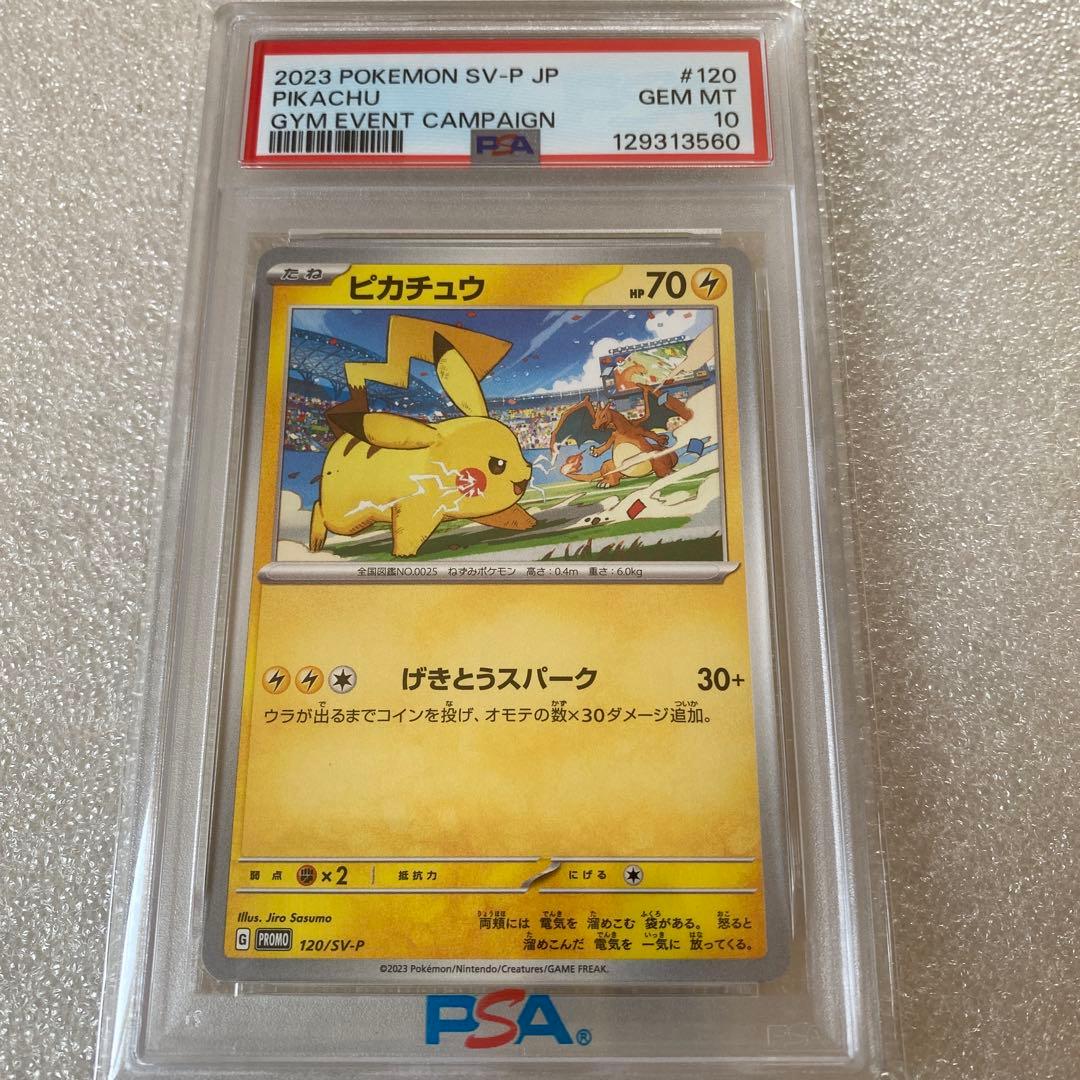 2023 POKEMON SV-P JP #120
PIKACHU GEM MT
GYM EVENT CAMPAIGN 10
PSA 129313560
たね ピカチュウ HP70
全国図鑑NO.0025 ねずみポケモン 高さ:0.4m 重さ:6.0kg
げきとうスパーク 30+
ウラが出るまでコインを投げ、オモテの数×30ダメージ追加。
弱点 ×2 抵抗力 にげる
Illus. Jiro Sasumo
両頬には 電気を 溜めこむ 袋がある。 怒ると
溜めこんだ 電気を 一気に 放ってくる。
G PROMO 120/SV-P
©2023 Pokémon/Nintendo/Creatures/GAME FREAK.
PSA®